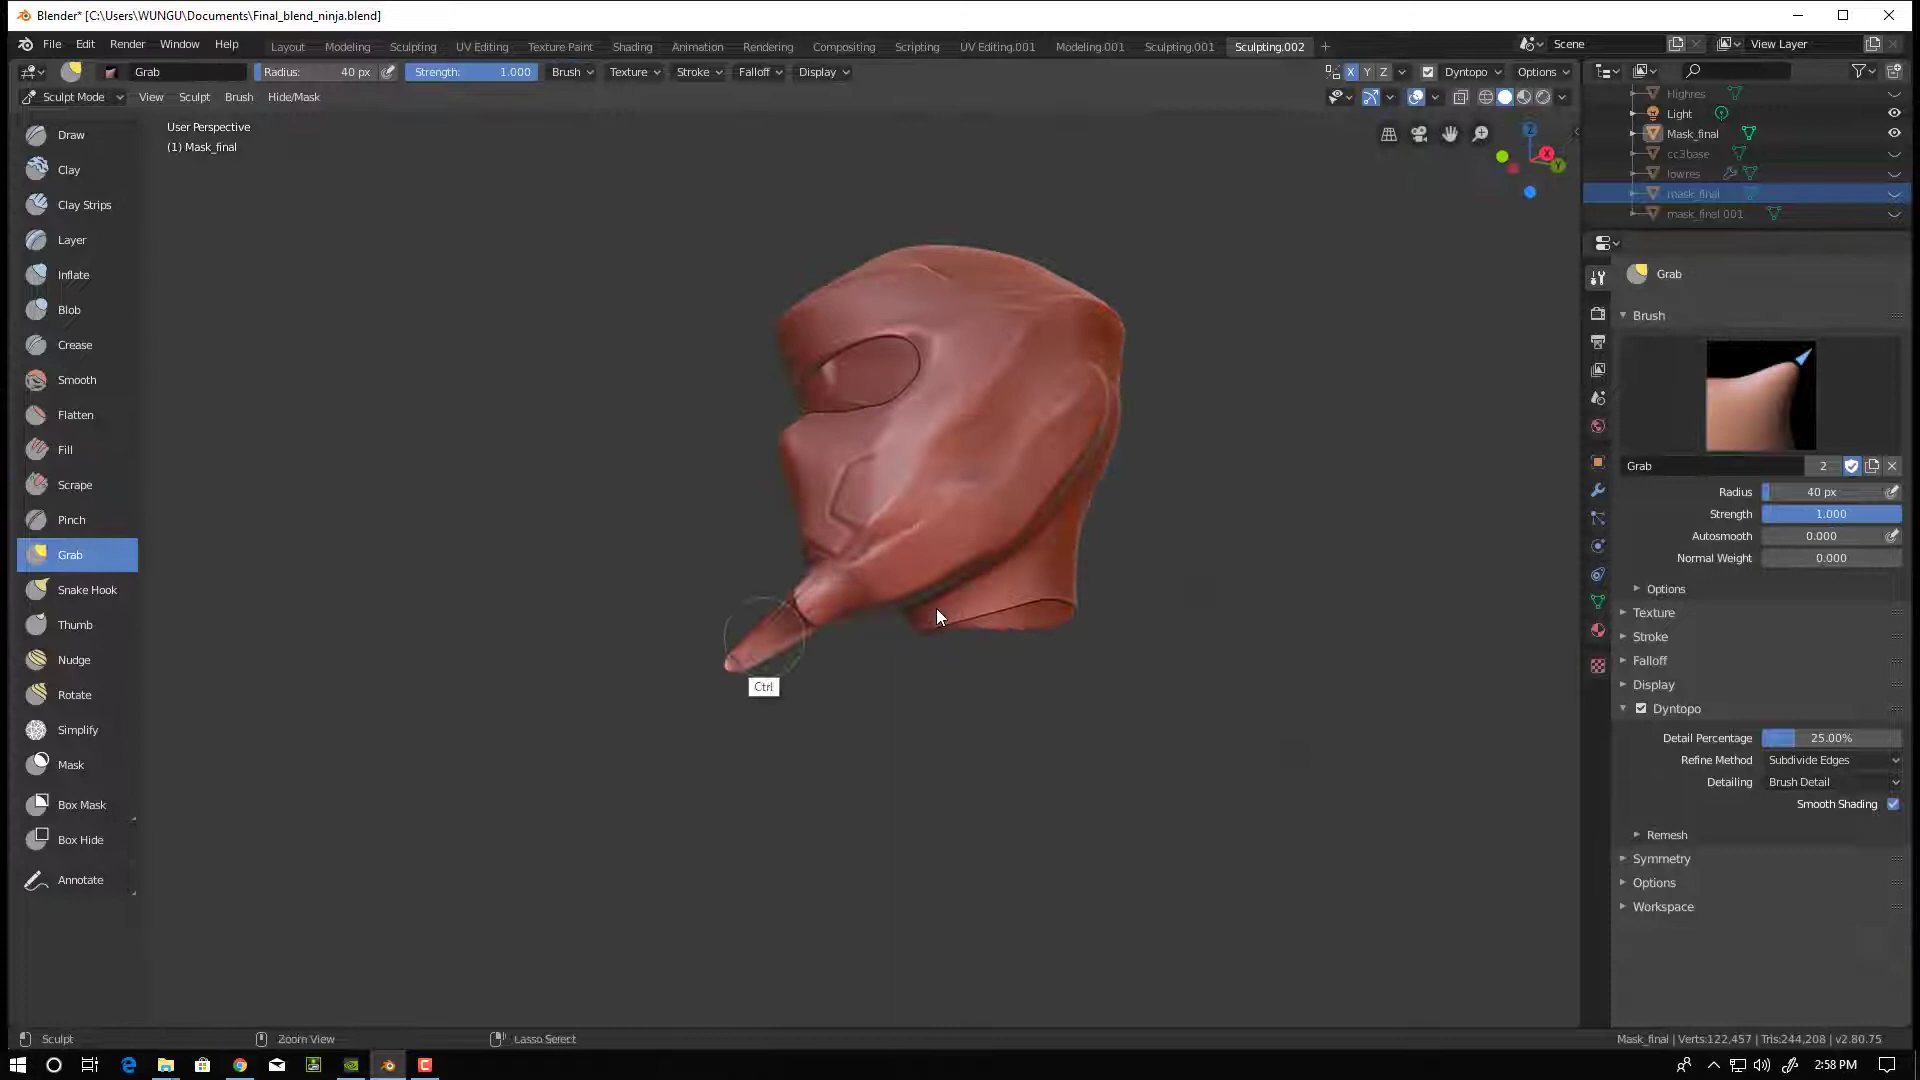 Blender* [C:\Users\WUNGU\Documents\Final_blend_ninja.blend]
File Edit Render Window Help Layout Modeling Sculpting UV Editing Texture Paint Shading Animation Rendering Compositing Scripting UV Editing.001 Modeling.001 Sculpting.001 Sculpting.002 + Scene View Layer
Grab Radius: 40 px Strength: 1.000 Brush Texture Stroke Falloff Display X Y Z Dyntopo Options
Sculpt Mode View Sculpt Brush Hide/Mask
User Perspective
(1) Mask_final
Draw
Clay
Clay Strips
Layer
Inflate
Blob
Crease
Smooth
Flatten
Fill
Scrape
Pinch
Grab
Snake Hook
Thumb
Nudge
Rotate
Simplify
Mask
Box Mask
Box Hide
Annotate
Ctrl
Z
X
Y
Highres
Light
Mask_final
cc3base
lowres
mask_final
mask_final 001
Grab
Brush
Grab 2
Radius 40 px
Strength 1.000
Autosmooth 0.000
Normal Weight 0.000
Options
Texture
Stroke
Falloff
Display
Dyntopo
Detail Percentage 25.00%
Refine Method Subdivide Edges
Detailing Brush Detail
Smooth Shading
Remesh
Symmetry
Options
Workspace
Sculpt Zoom View Lasso Select Mask_final | Verts:122,457 | Tris:244,208 | v2.80.75
2:58 PM